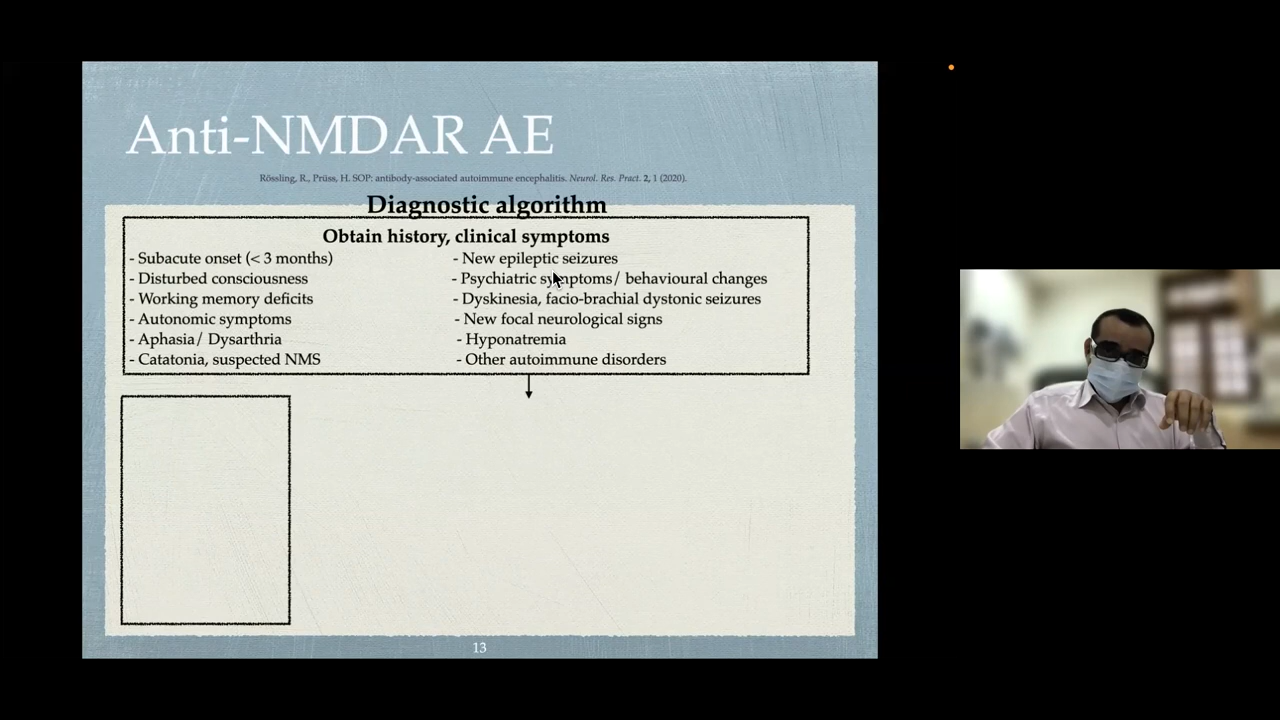 Anti-NMDAR AE
Rössling, R., Prüss, H. SOP: antibody-associated autoimmune encephalitis. Neurol. Res. Pract. 2, 1 (2020).
Diagnostic algorithm
Obtain history, clinical symptoms
- Subacute onset (< 3 months)
- Disturbed consciousness
- Working memory deficits
- Autonomic symptoms
- Aphasia/ Dysarthria
- Catatonia, suspected NMS
- New epileptic seizures
- Psychiatric symptoms/ behavioural changes
- Dyskinesia, facio-brachial dystonic seizures
- New focal neurological signs
- Hyponatremia
- Other autoimmune disorders
13